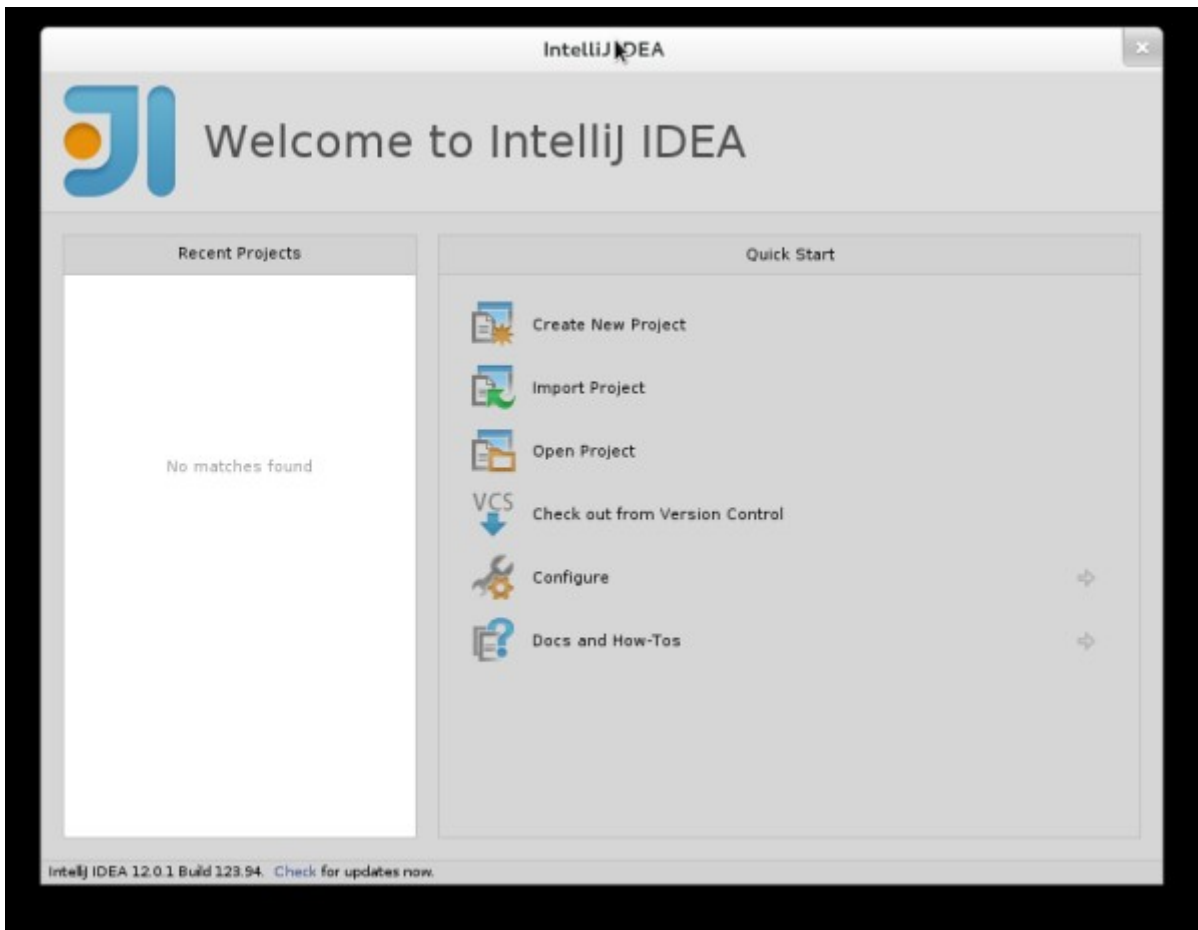 IntelliJ IDEA
Welcome to IntelliJ IDEA
Recent Projects
No matches found
Quick Start
Create New Project
Import Project
Open Project
VCS
Check out from Version Control
Configure
Docs and How-Tos
IntelliJ IDEA 12.0.1 Build 123.94. Check for updates now.